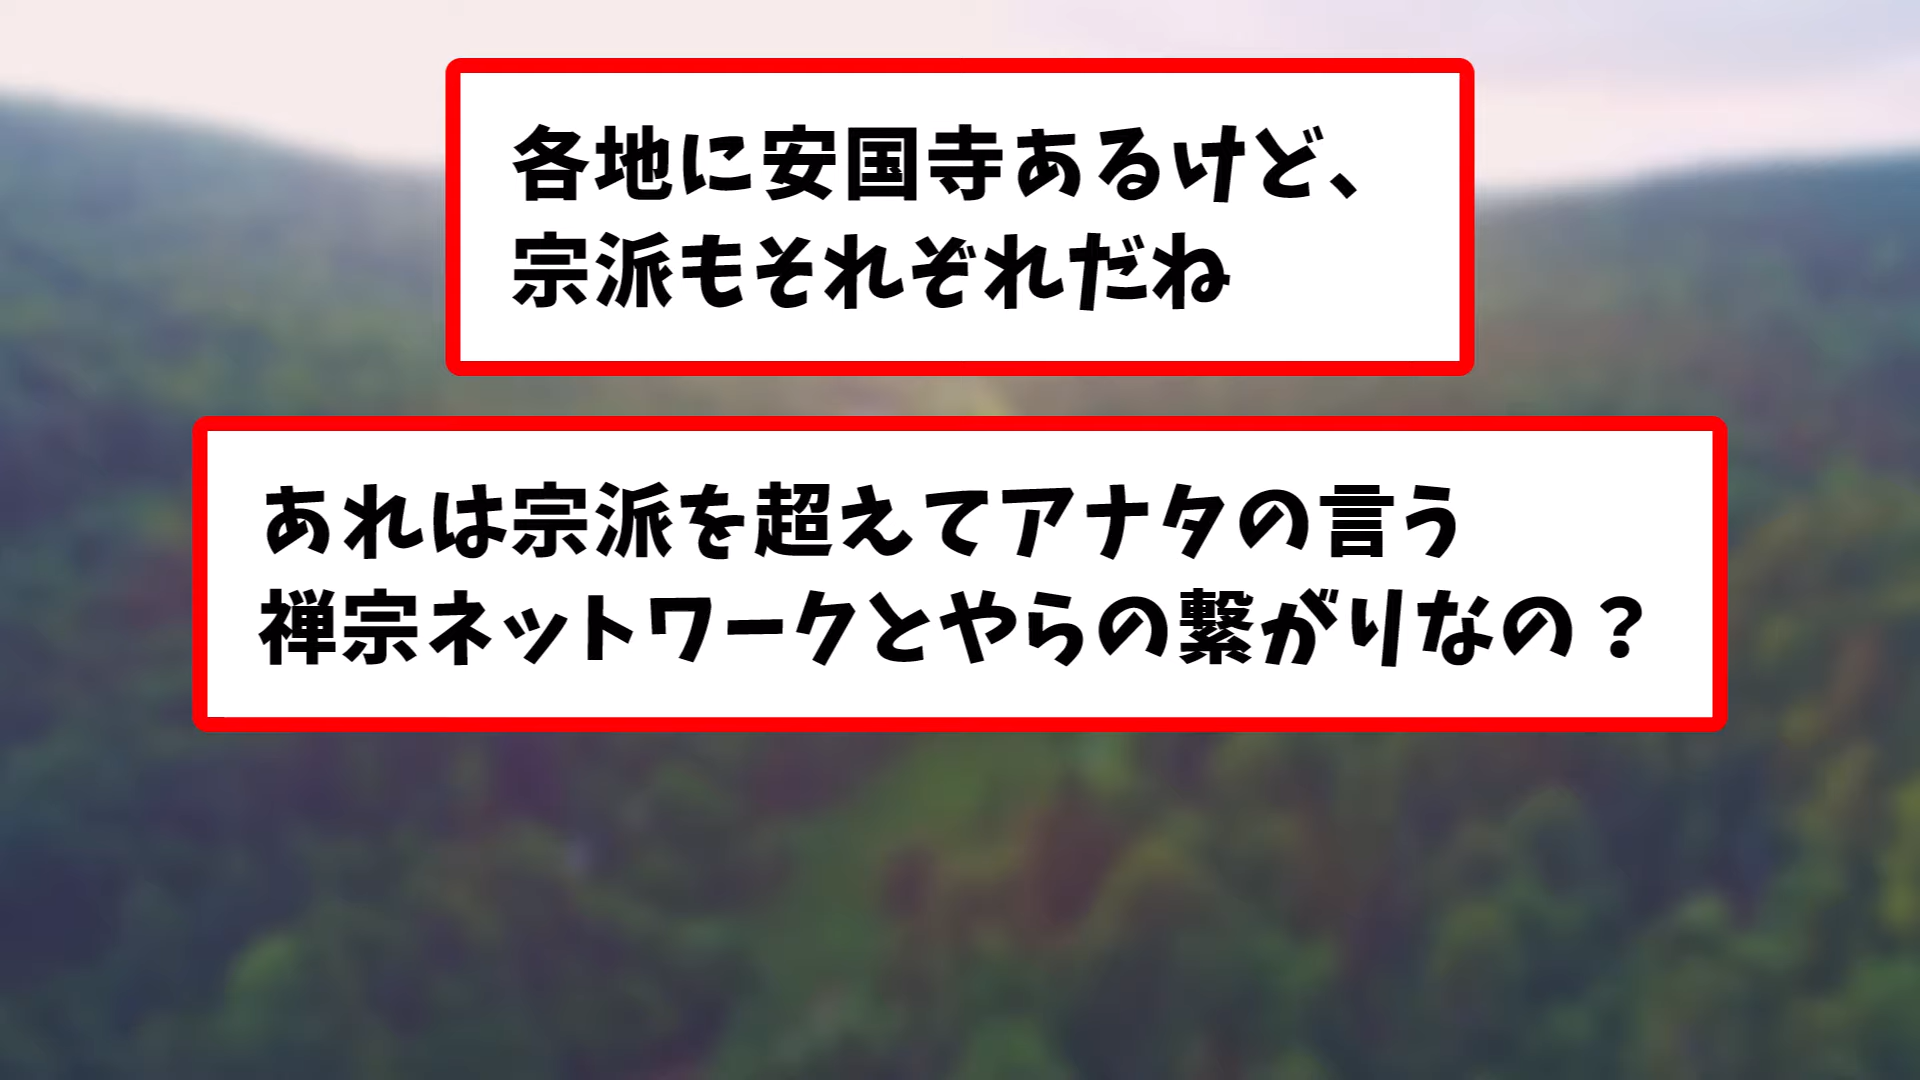 各地に安国寺あるけど、
宗派もそれぞれだね
あれは宗派を超えてアナタの言う
禅宗ネットワークとやらの繋がりなの？